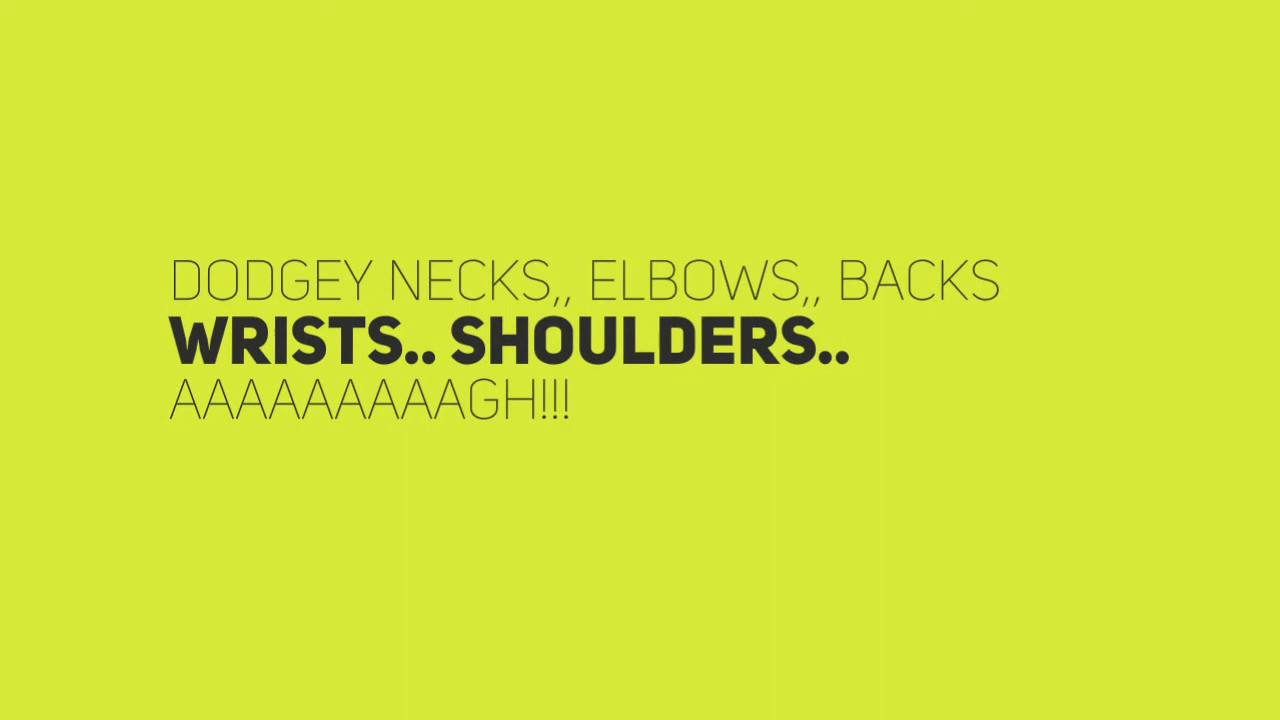 DODGEY NECKS,, ELBOWS,, BACKS
WRISTS.. SHOULDERS..
AAAAAAAAAGH!!!